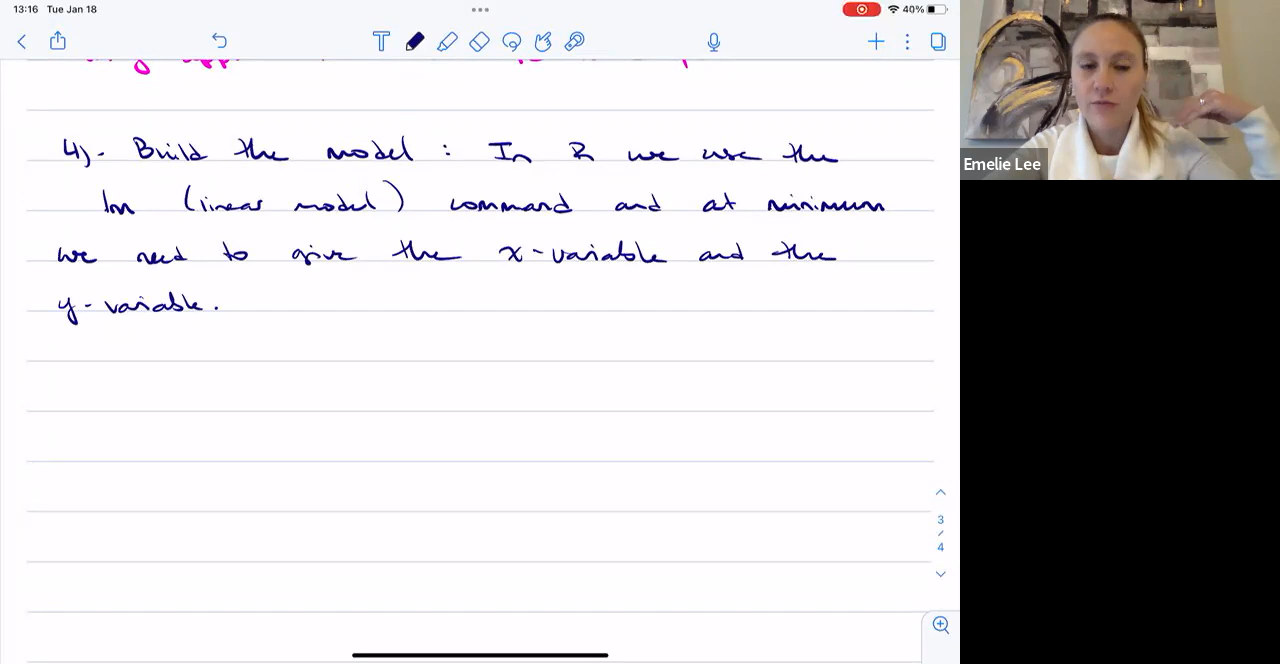 13:16 Tue Jan 18
40%
4).- Build the model : In R we use the
lm (linear model) command and at minimum
we need to give the x-variable and the
y-variable.
3
/
4
Emelie Lee